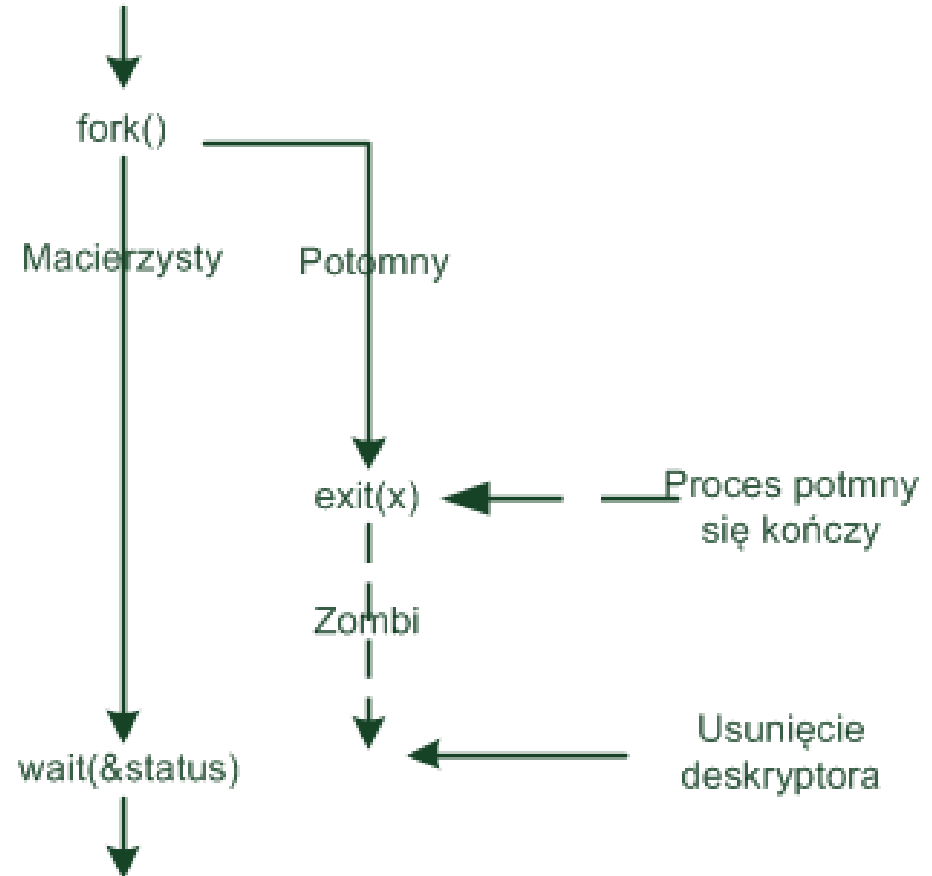 fork()
Macierzysty
Potomny
exit(x)
Proces potmny
się kończy
Zombi
wait(&status)
Usunięcie
deskryptora